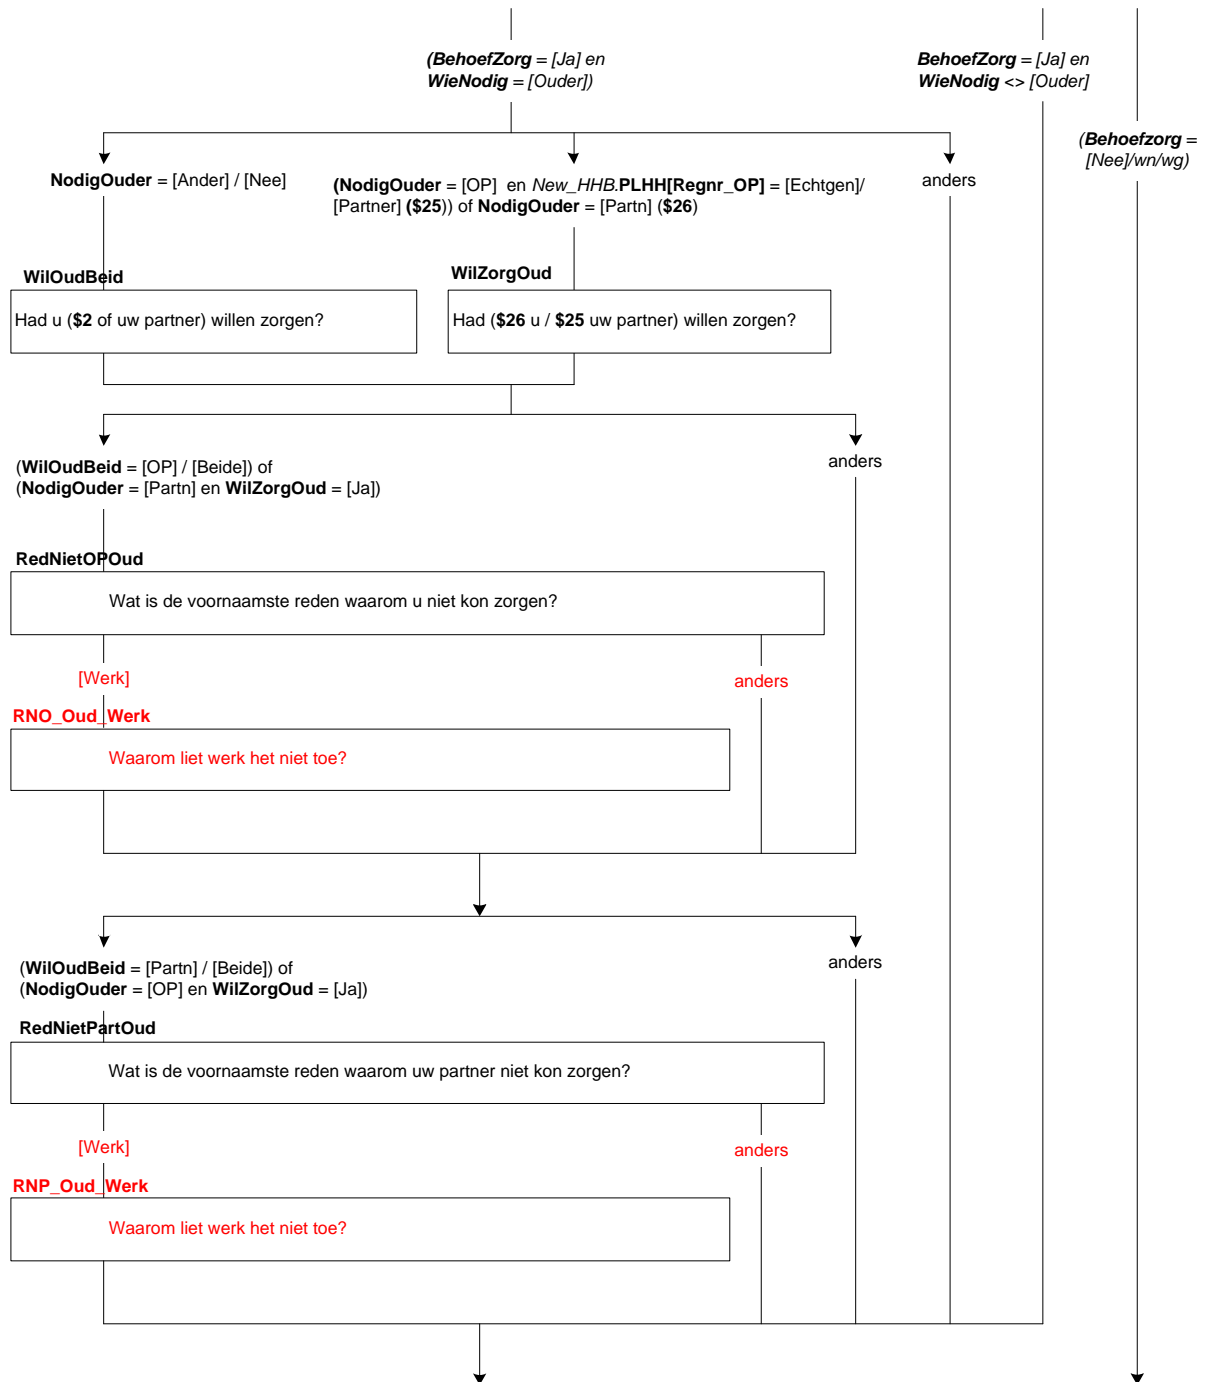 (BehoefZorg = [Ja] en
WieNodig = [Ouder])
BehoefZorg = [Ja] en
WieNodig <> [Ouder]
(Behoefzorg =
[Nee]/wn/wg)
NodigOuder = [Ander] / [Nee]
(NodigOuder = [OP] en New_HHB.PLHH[Regnr_OP] = [Echtgen]/
[Partner] ($25)) of NodigOuder = [Partn] ($26)
anders
WilOudBeid
Had u ($2 of uw partner) willen zorgen?
WilZorgOud
Had ($26 u / $25 uw partner) willen zorgen?
(WilOudBeid = [OP] / [Beide]) of
(NodigOuder = [Partn] en WilZorgOud = [Ja])
anders
RedNietOPOud
Wat is de voornaamste reden waarom u niet kon zorgen?
[Werk]
anders
RNO_Oud_Werk
Waarom liet werk het niet toe?
(WilOudBeid = [Partn] / [Beide]) of
(NodigOuder = [OP] en WilZorgOud = [Ja])
anders
RedNietPartOud
Wat is de voornaamste reden waarom uw partner niet kon zorgen?
[Werk]
anders
RNP_Oud_Werk
Waarom liet werk het niet toe?